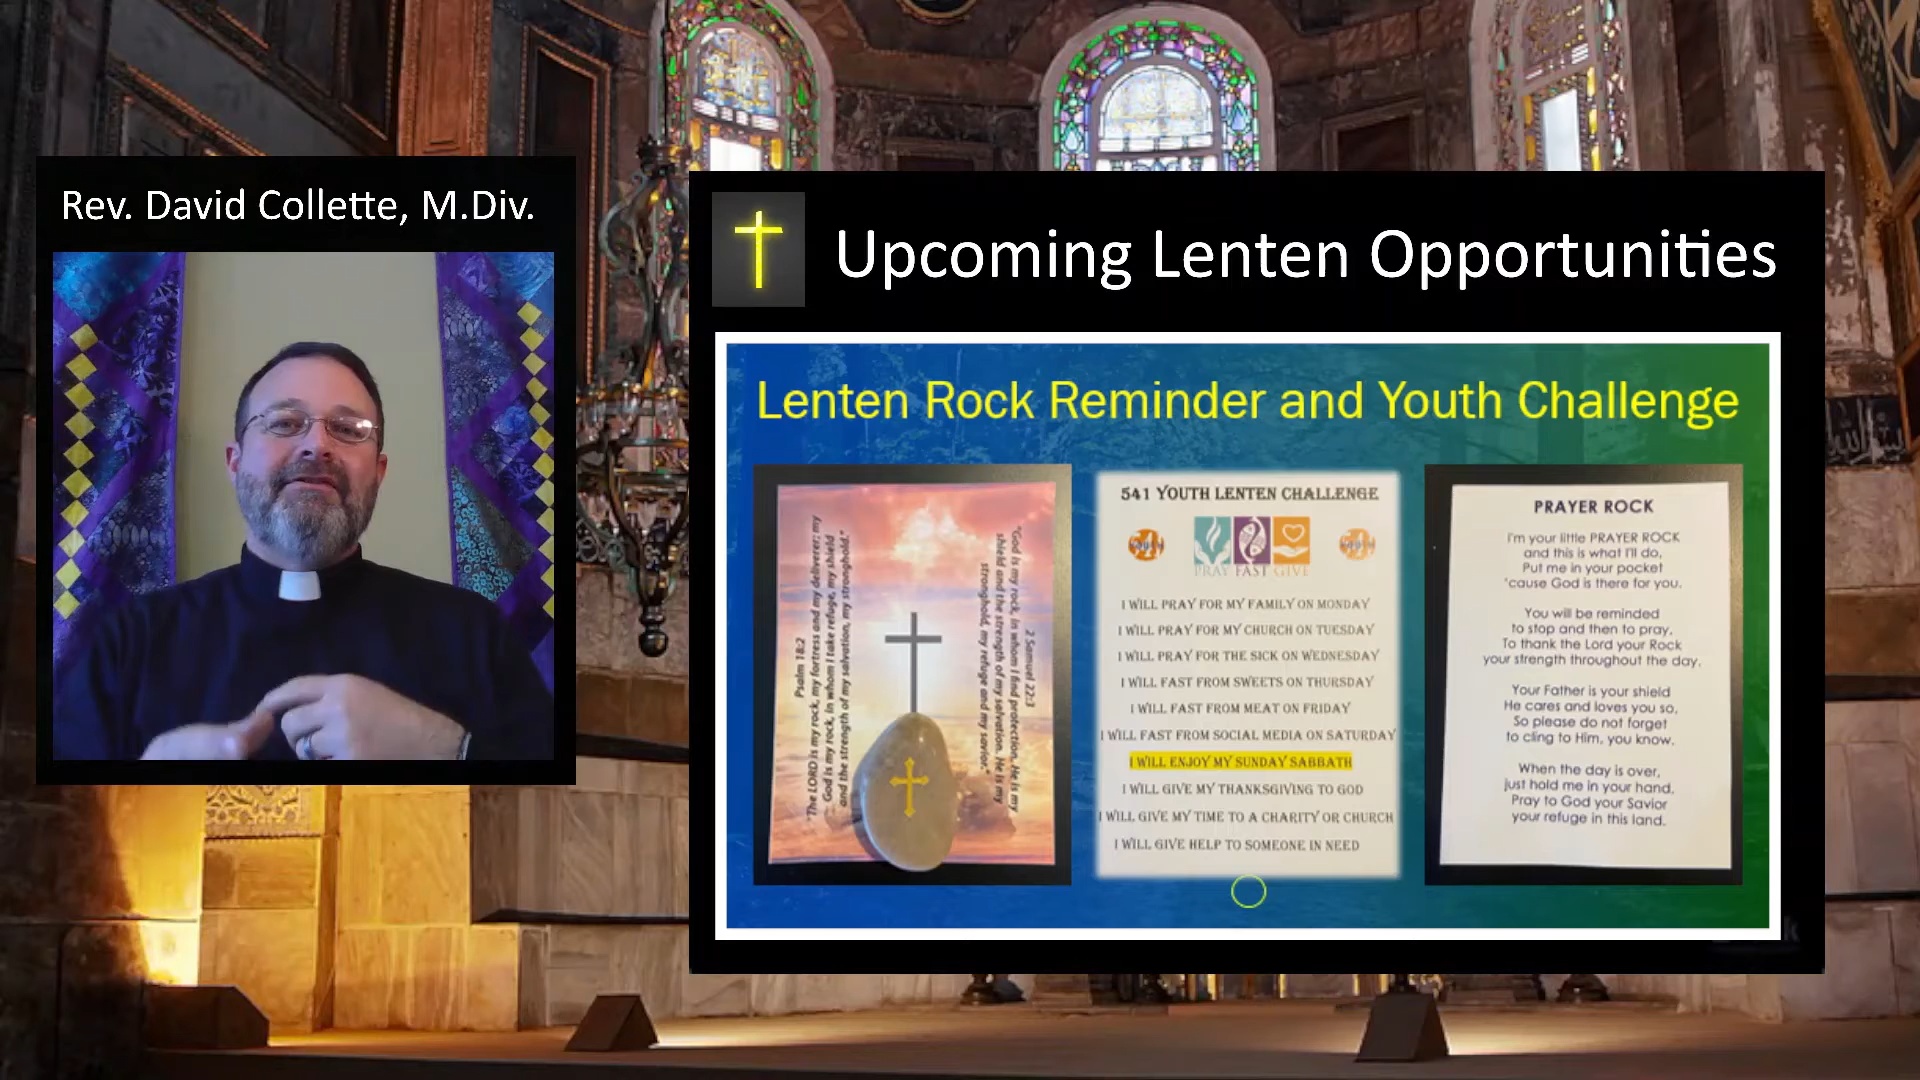 Rev. David Collette, M.Div.
Upcoming Lenten Opportunities
Lenten Rock Reminder and Youth Challenge
Psalm 18:2
"The LORD is my rock, my fortress and my deliverer; my
God is my rock, in whom I take refuge, my shield
and the strength of my salvation, my stronghold."
2 Samuel 22:3
"God is my rock, in whom I find protection. He is my
shield and the strength of my salvation. He is my
stronghold, my refuge and my savior."
541 YOUTH LENTEN CHALLENGE
PRAY FAST GIVE
I WILL PRAY FOR MY FAMILY ON MONDAY
I WILL PRAY FOR MY CHURCH ON TUESDAY
I WILL PRAY FOR THE SICK ON WEDNESDAY
I WILL FAST FROM SWEETS ON THURSDAY
I WILL FAST FROM MEAT ON FRIDAY
I WILL FAST FROM SOCIAL MEDIA ON SATURDAY
I WILL ENJOY MY SUNDAY SABBATH
I WILL GIVE MY THANKSGIVING TO GOD
I WILL GIVE MY TIME TO A CHARITY OR CHURCH
I WILL GIVE HELP TO SOMEONE IN NEED
PRAYER ROCK
I'm your little PRAYER ROCK
and this is what I'll do,
Put me in your pocket
'cause God is there for you.
You will be reminded
to stop and then to pray,
To thank the Lord your Rock
your strength throughout the day.
Your Father is your shield
He cares and loves you so,
So please do not forget
to cling to Him, you know.
When the day is over,
just hold me in your hand.
Pray to God your Savior
your refuge in this land.